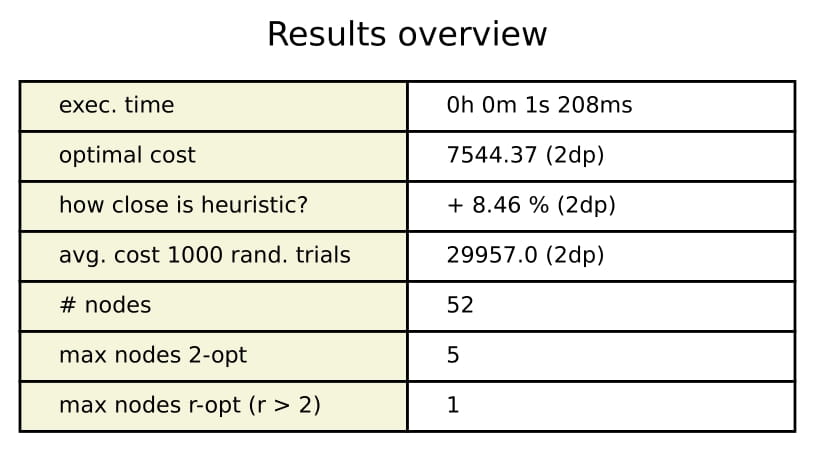 Results overview
exec. time 0h 0m 1s 208ms
optimal cost 7544.37 (2dp)
how close is heuristic? + 8.46 % (2dp)
avg. cost 1000 rand. trials 29957.0 (2dp)
# nodes 52
max nodes 2-opt 5
max nodes r-opt (r > 2) 1